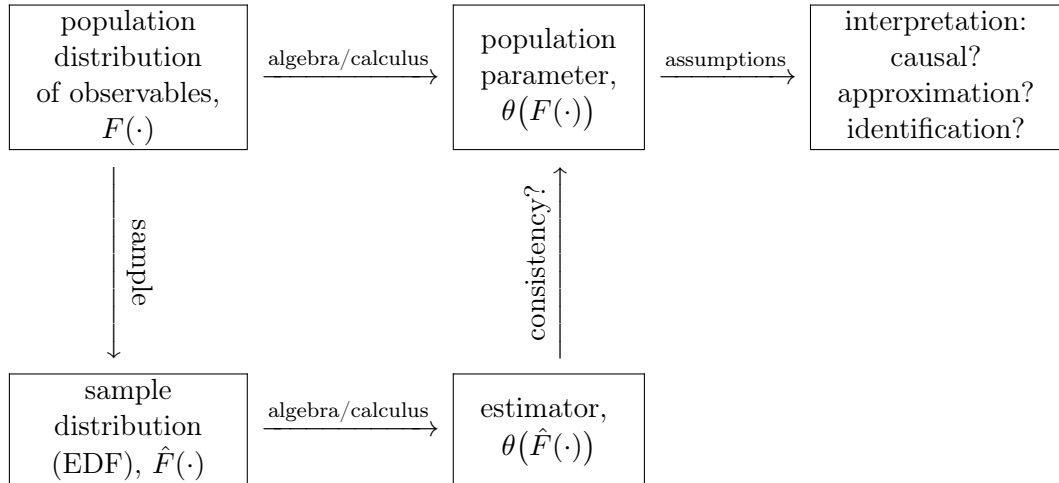 population
distribution
of observables,
F(·)
algebra/calculus
population
parameter,
θ(F(·))
assumptions
interpretation:
causal?
approximation?
identification?
sample
consistency?
sample
distribution
(EDF), F̂(·)
algebra/calculus
estimator,
θ(F̂(·))